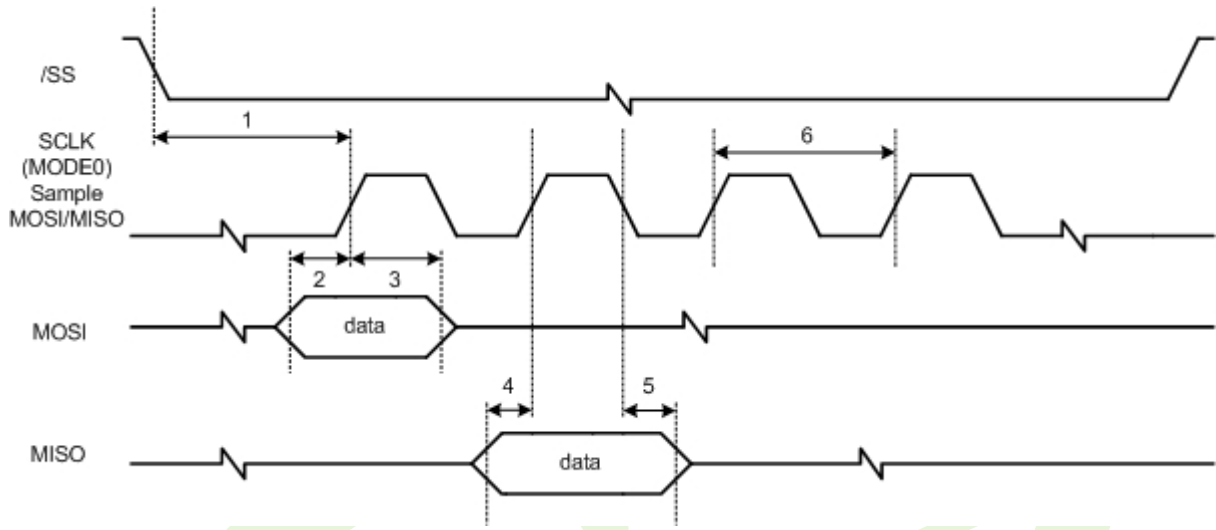 /SS
1
SCLK
(MODE0)
Sample
MOSI/MISO
6
2
3
MOSI
data
4
5
MISO
data